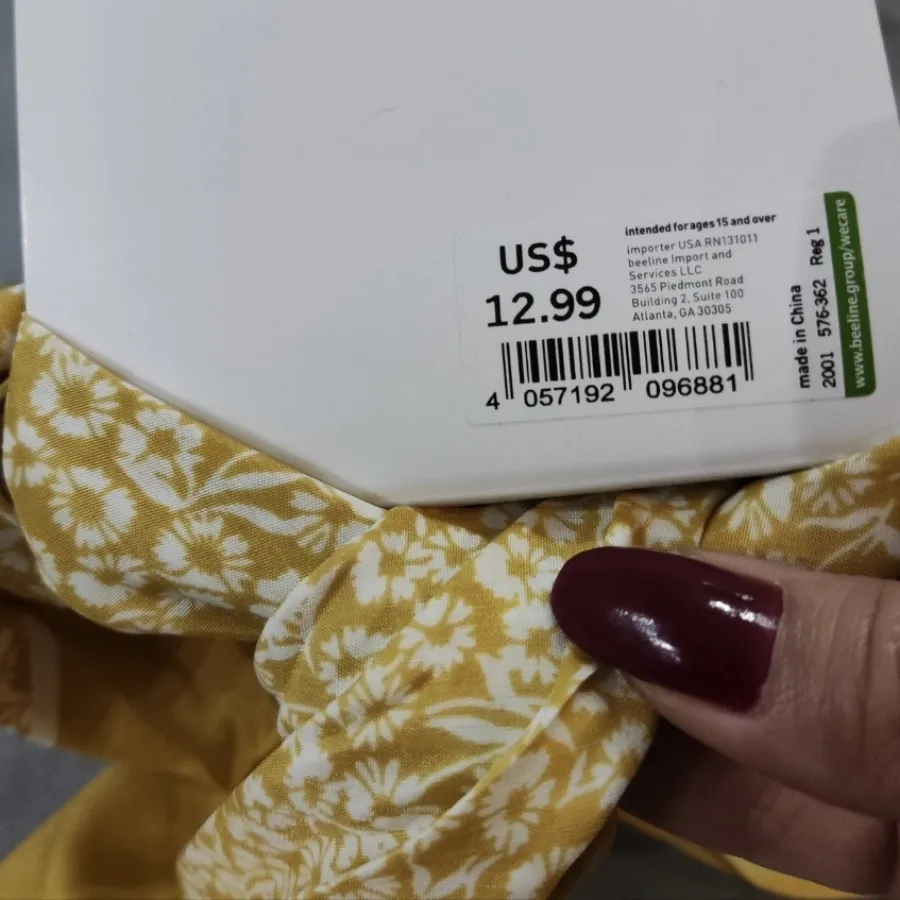 US$
12.99
intended for ages 15 and over
importer USA RN131011
beeline Import and
Services LLC
3565 Piedmont Road
Building 2, Suite 100
Atlanta, GA 30305
4 057192 096881
made in China
2001 576-362 Reg 1
www.beeline.group/wecare